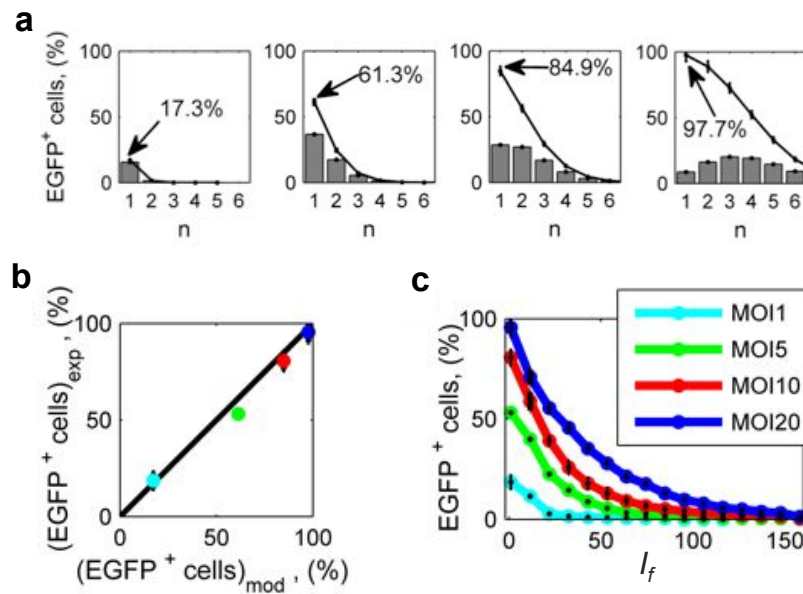 a
EGFP+ cells, (%)
100
50
0
17.3%
1 2 3 4 5 6
n
100
50
0
61.3%
1 2 3 4 5 6
n
100
50
0
84.9%
1 2 3 4 5 6
n
100
50
0
97.7%
1 2 3 4 5 6
n
b
(EGFP+ cells)exp , (%)
100
50
0
0 50 100
(EGFP+ cells)mod , (%)
c
EGFP+ cells, (%)
100
50
0
0 50 100 150
lf
MOI1
MOI5
MOI10
MOI20